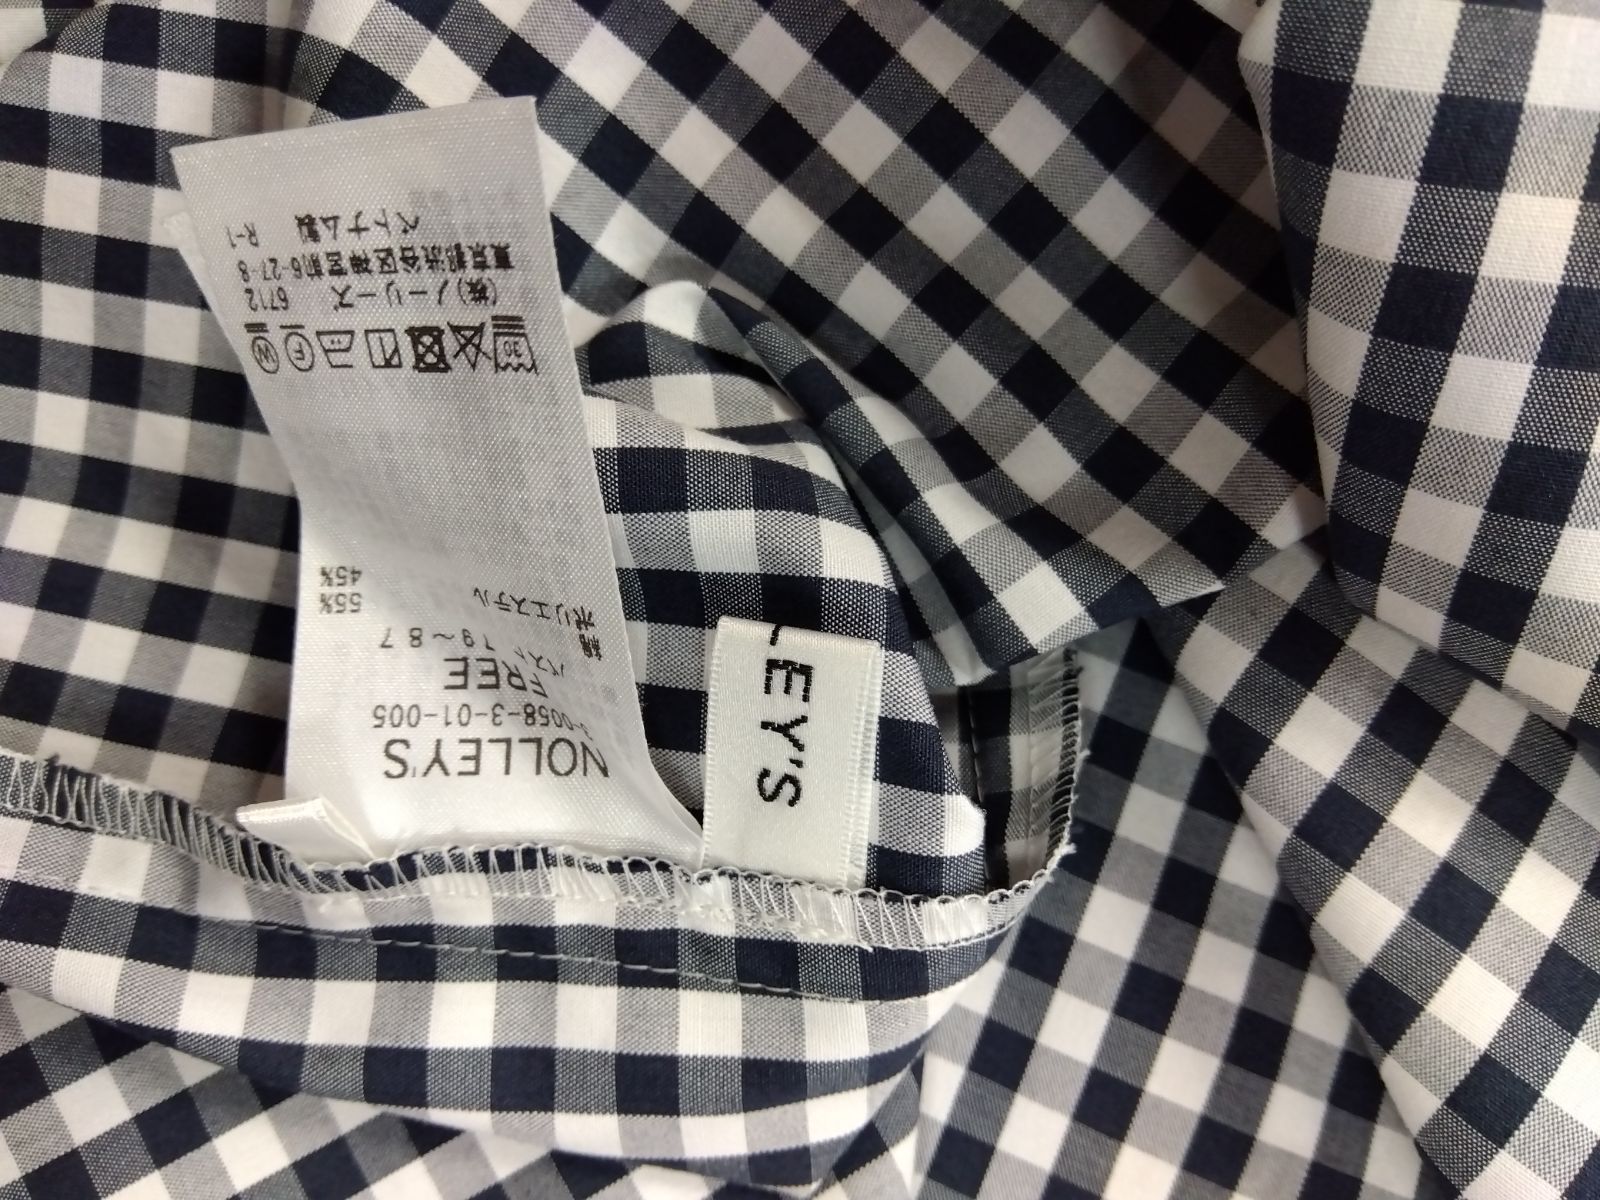 NOLLEY'S
-0058-3-01-005
FREE
バスト 79～87
綿 55%
ポリエステル 45%
30
F
W
(株)ノーリーズ 6712
東京都渋谷区神宮前6-27-8
ベトナム製 R-1
LEY'S